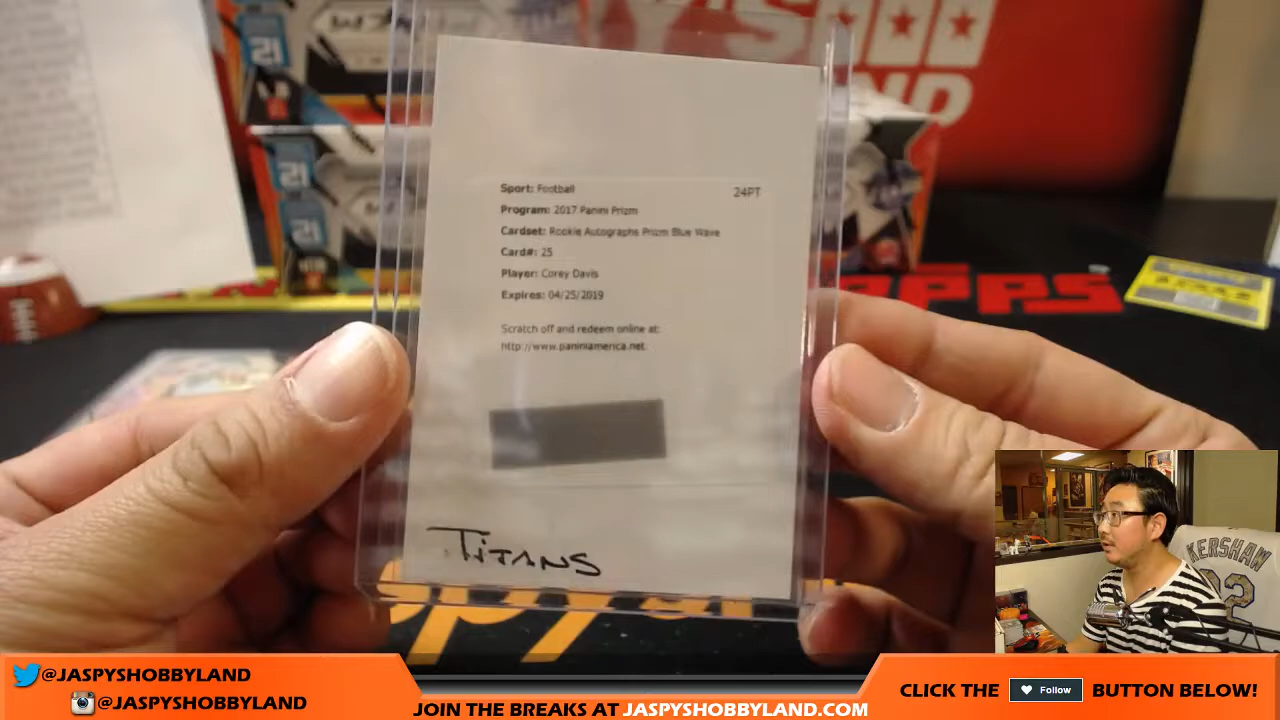 Sport: Football
24PT
Program: 2017 Panini Prizm
Cardset: Rookie Autographs Prizm Blue Wave
Card#: 25
Player: Corey Davis
Expires: 04/25/2019
Scratch off and redeem online at:
http://www.paniniamerica.net
TITANS
TOPPS
KERSHAW
22
@JASPYSHOBBYLAND
@JASPYSHOBBYLAND
JOIN THE BREAKS AT JASPYSHOBBYLAND.COM
CLICK THE Follow BUTTON BELOW!